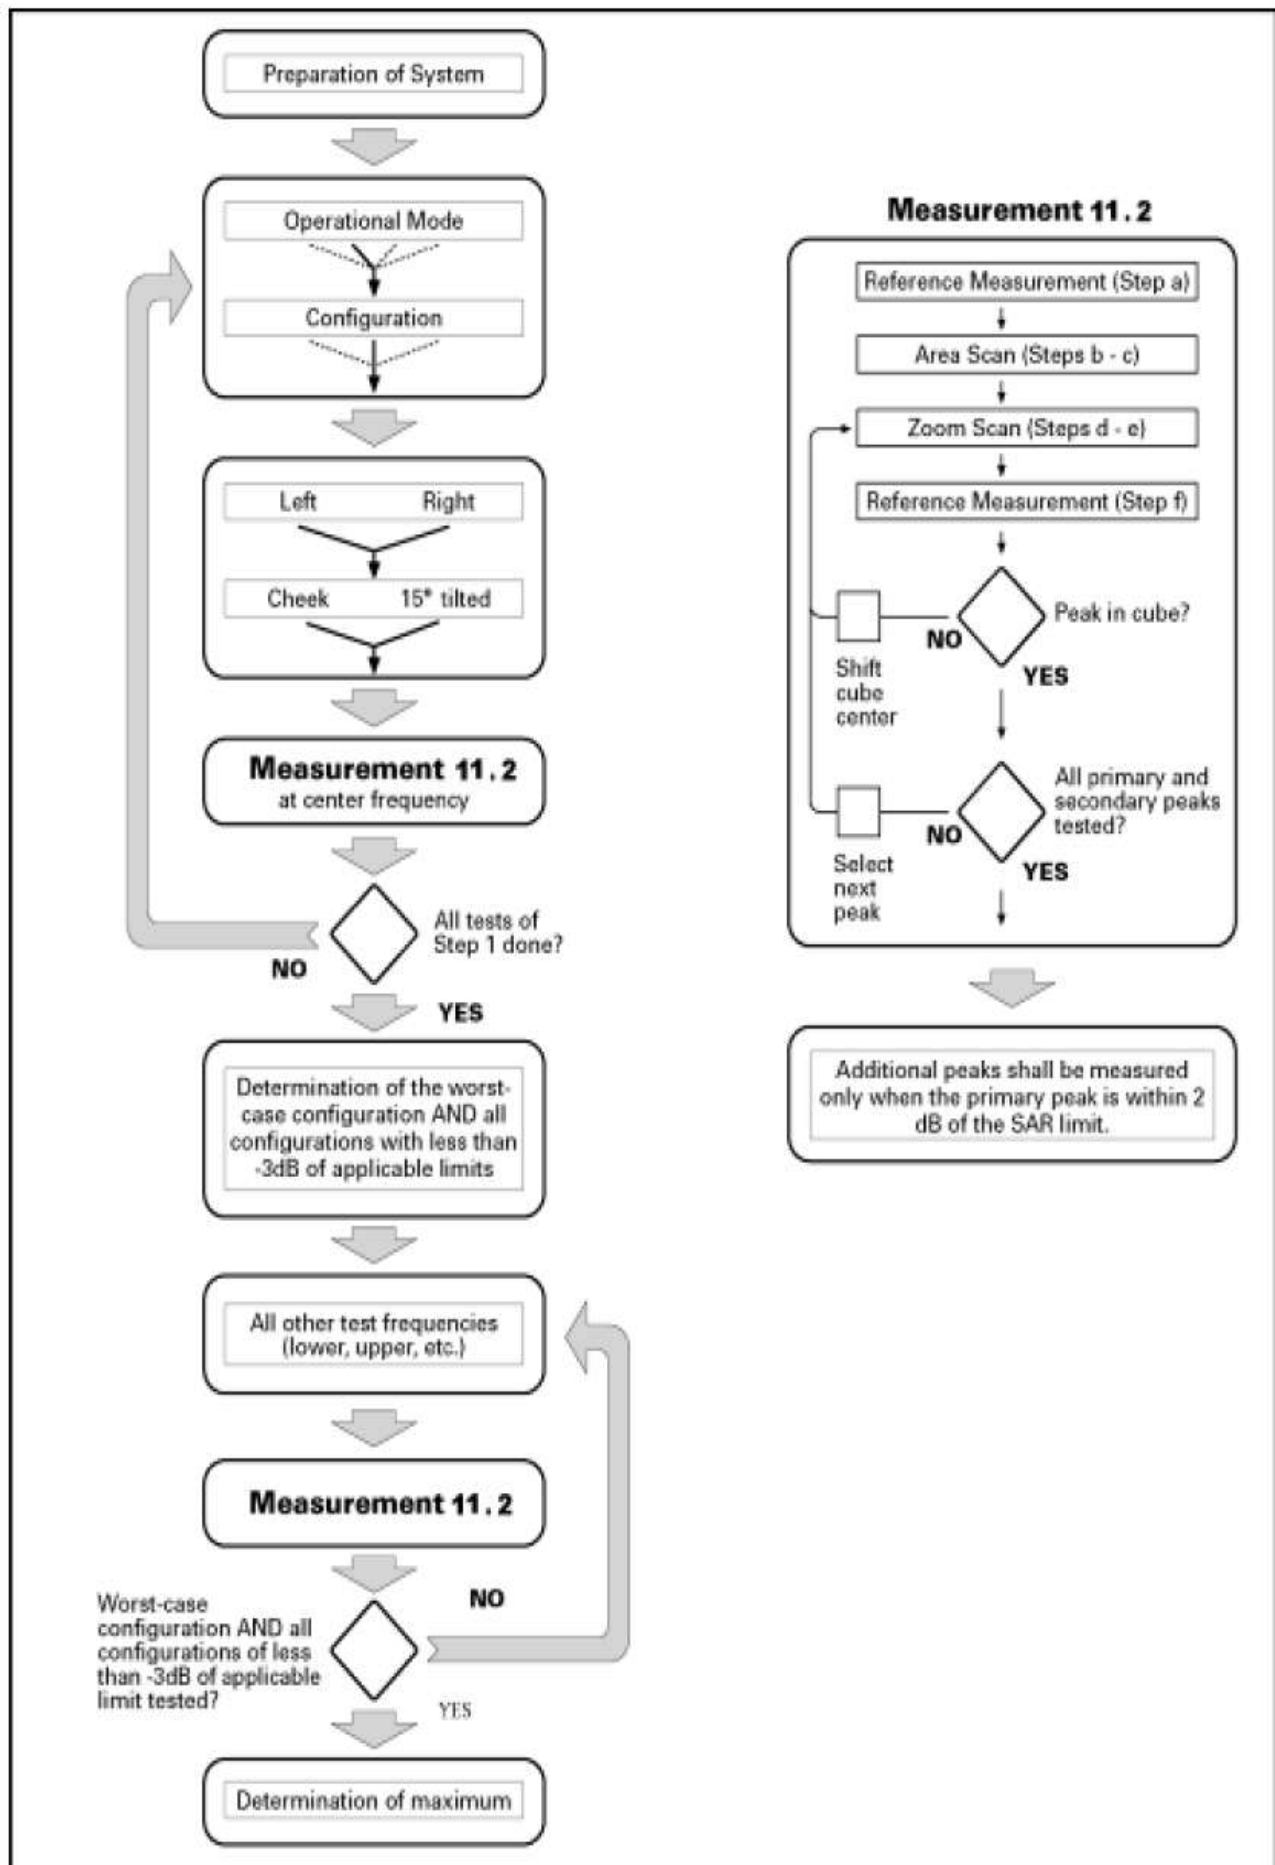 Preparation of System
Operational Mode
Configuration
Left Right
Cheek 15° tilted
Measurement 11.2
at center frequency
All tests of
Step 1 done?
NO
YES
Determination of the worst-
case configuration AND all
configurations with less than
-3dB of applicable limits
All other test frequencies
(lower, upper, etc.)
Measurement 11.2
NO
Worst-case
configuration AND all
configurations of less
than -3dB of applicable
limit tested?
YES
Determination of maximum
Measurement 11.2
Reference Measurement (Step a)
Area Scan (Steps b - c)
Zoom Scan (Steps d - e)
Reference Measurement (Step f)
Peak in cube?
NO
Shift
cube
center
YES
All primary and
secondary peaks
tested?
NO
Select
next
peak
YES
Additional peaks shall be measured
only when the primary peak is within 2
dB of the SAR limit.